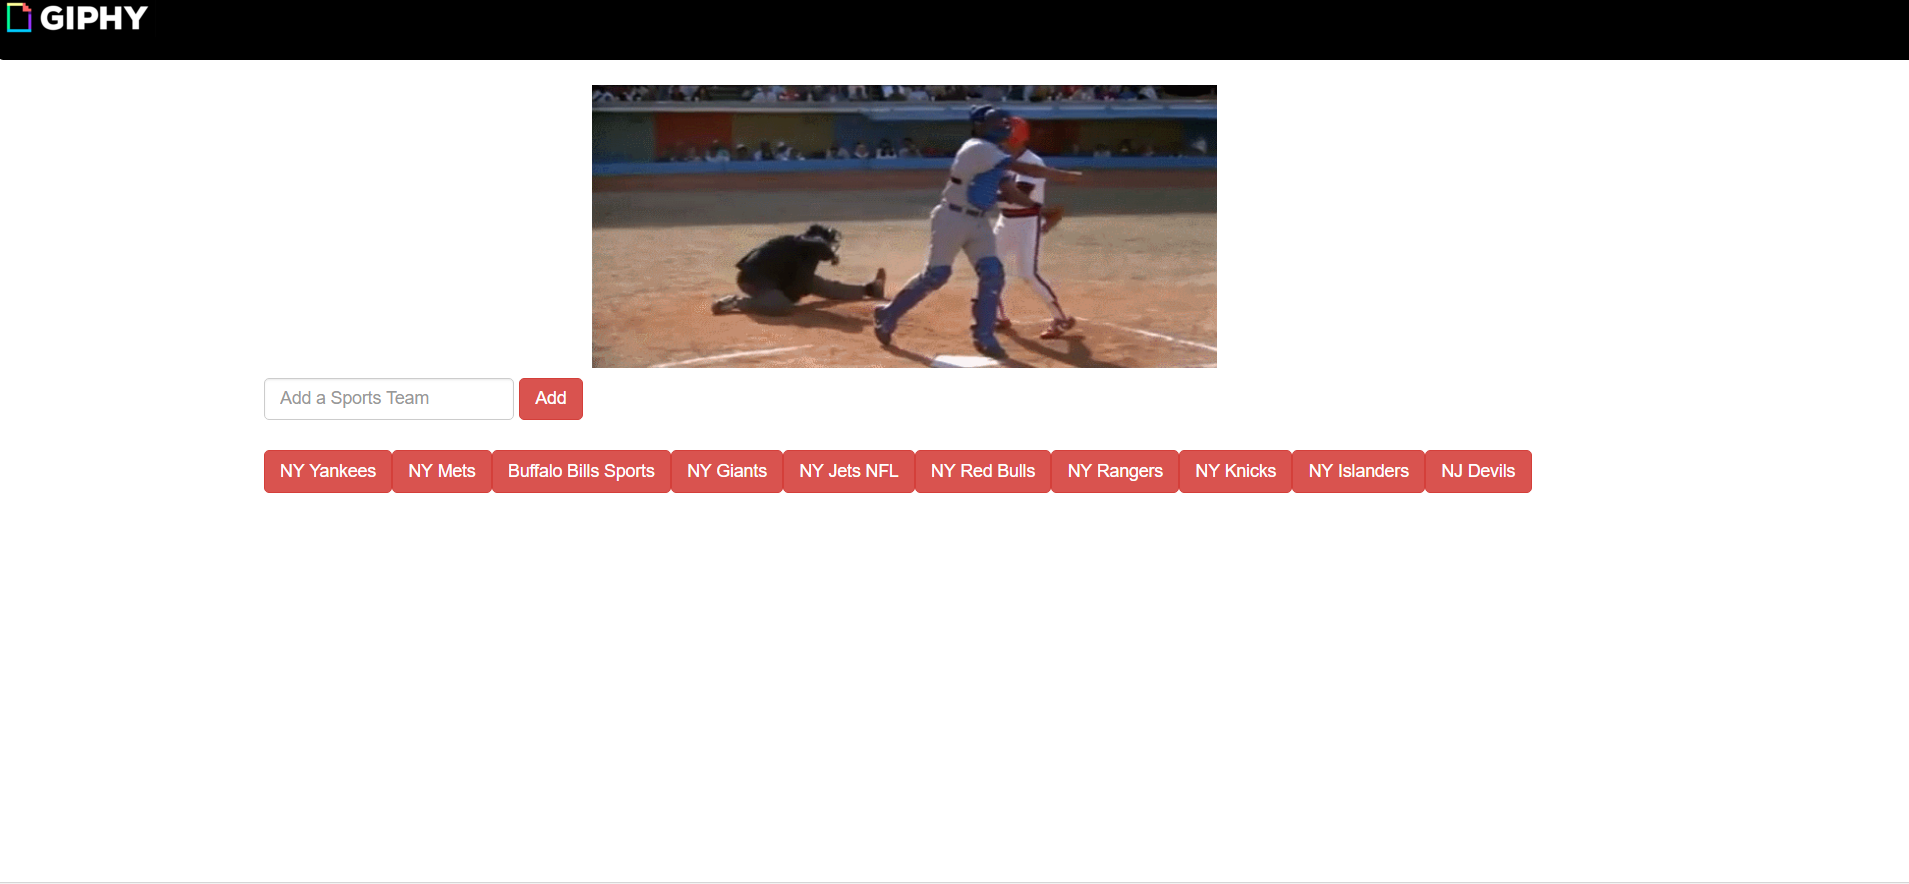 GIPHY
Add a Sports Team Add
NY Yankees NY Mets Buffalo Bills Sports NY Giants NY Jets NFL NY Red Bulls NY Rangers NY Knicks NY Islanders NJ Devils